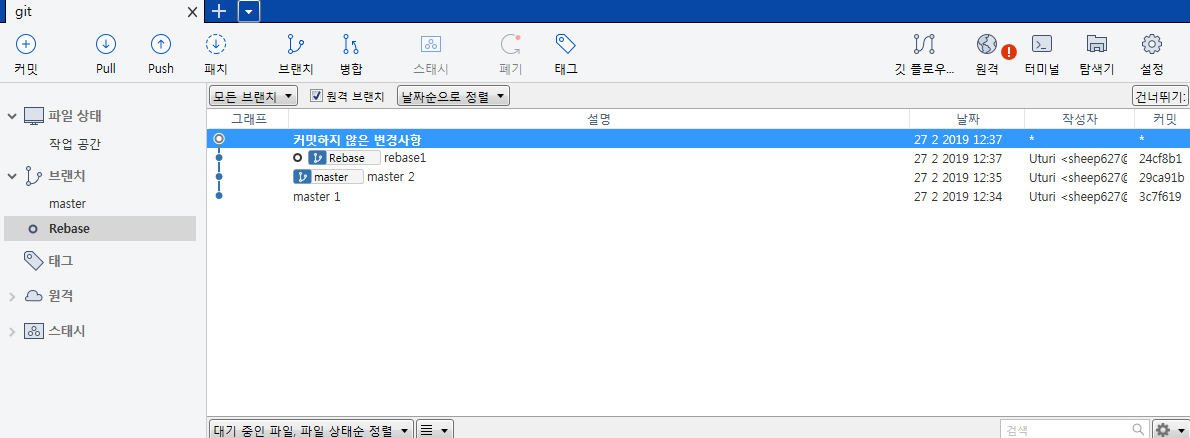 git
커밋 Pull Push 패치 브랜치 병합 스태시 폐기 태그 깃 플로우... 원격 터미널 탐색기 설정
모든 브랜치 원격 브랜치 날짜순으로 정렬 건너뛰기:
파일 상태
작업 공간
브랜치
master
Rebase
태그
원격
스태시
그래프 설명 날짜 작성자 커밋
커밋하지 않은 변경사항 27 2 2019 12:37 * *
Rebase rebase1 27 2 2019 12:37 Uturi <sheep627@ 24cf8b1
master master 2 27 2 2019 12:35 Uturi <sheep627@ 29ca91b
master 1 27 2 2019 12:34 Uturi <sheep627@ 3c7f619
대기 중인 파일, 파일 상태순 정렬 검색